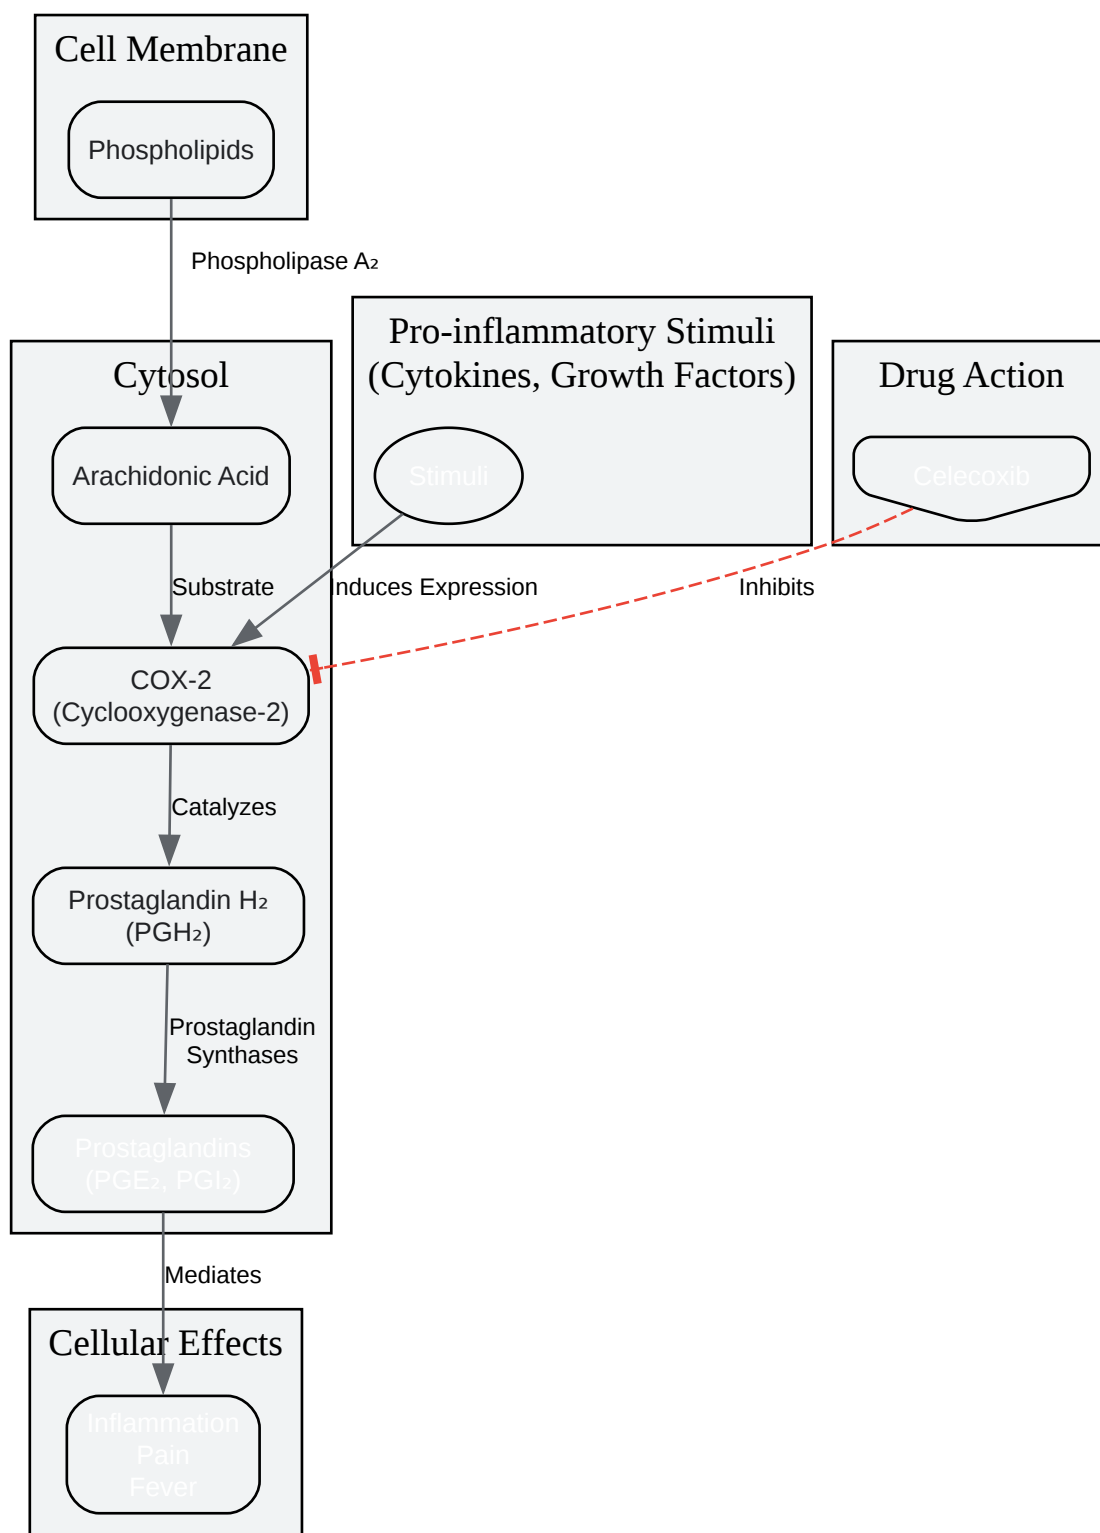 Cell Membrane
Phospholipids
Phospholipase A₂
Pro-inflammatory Stimuli
(Cytokines, Growth Factors)
Cytosol
Drug Action
Arachidonic Acid
Stimuli
Celecoxib
Substrate
Induces Expression
Inhibits
COX-2
(Cyclooxygenase-2)
Catalyzes
Prostaglandin H₂
(PGH₂)
Prostaglandin
Synthases
Prostaglandins
(PGE₂, PGI₂)
Mediates
Cellular Effects
Inflammation
Pain
Fever